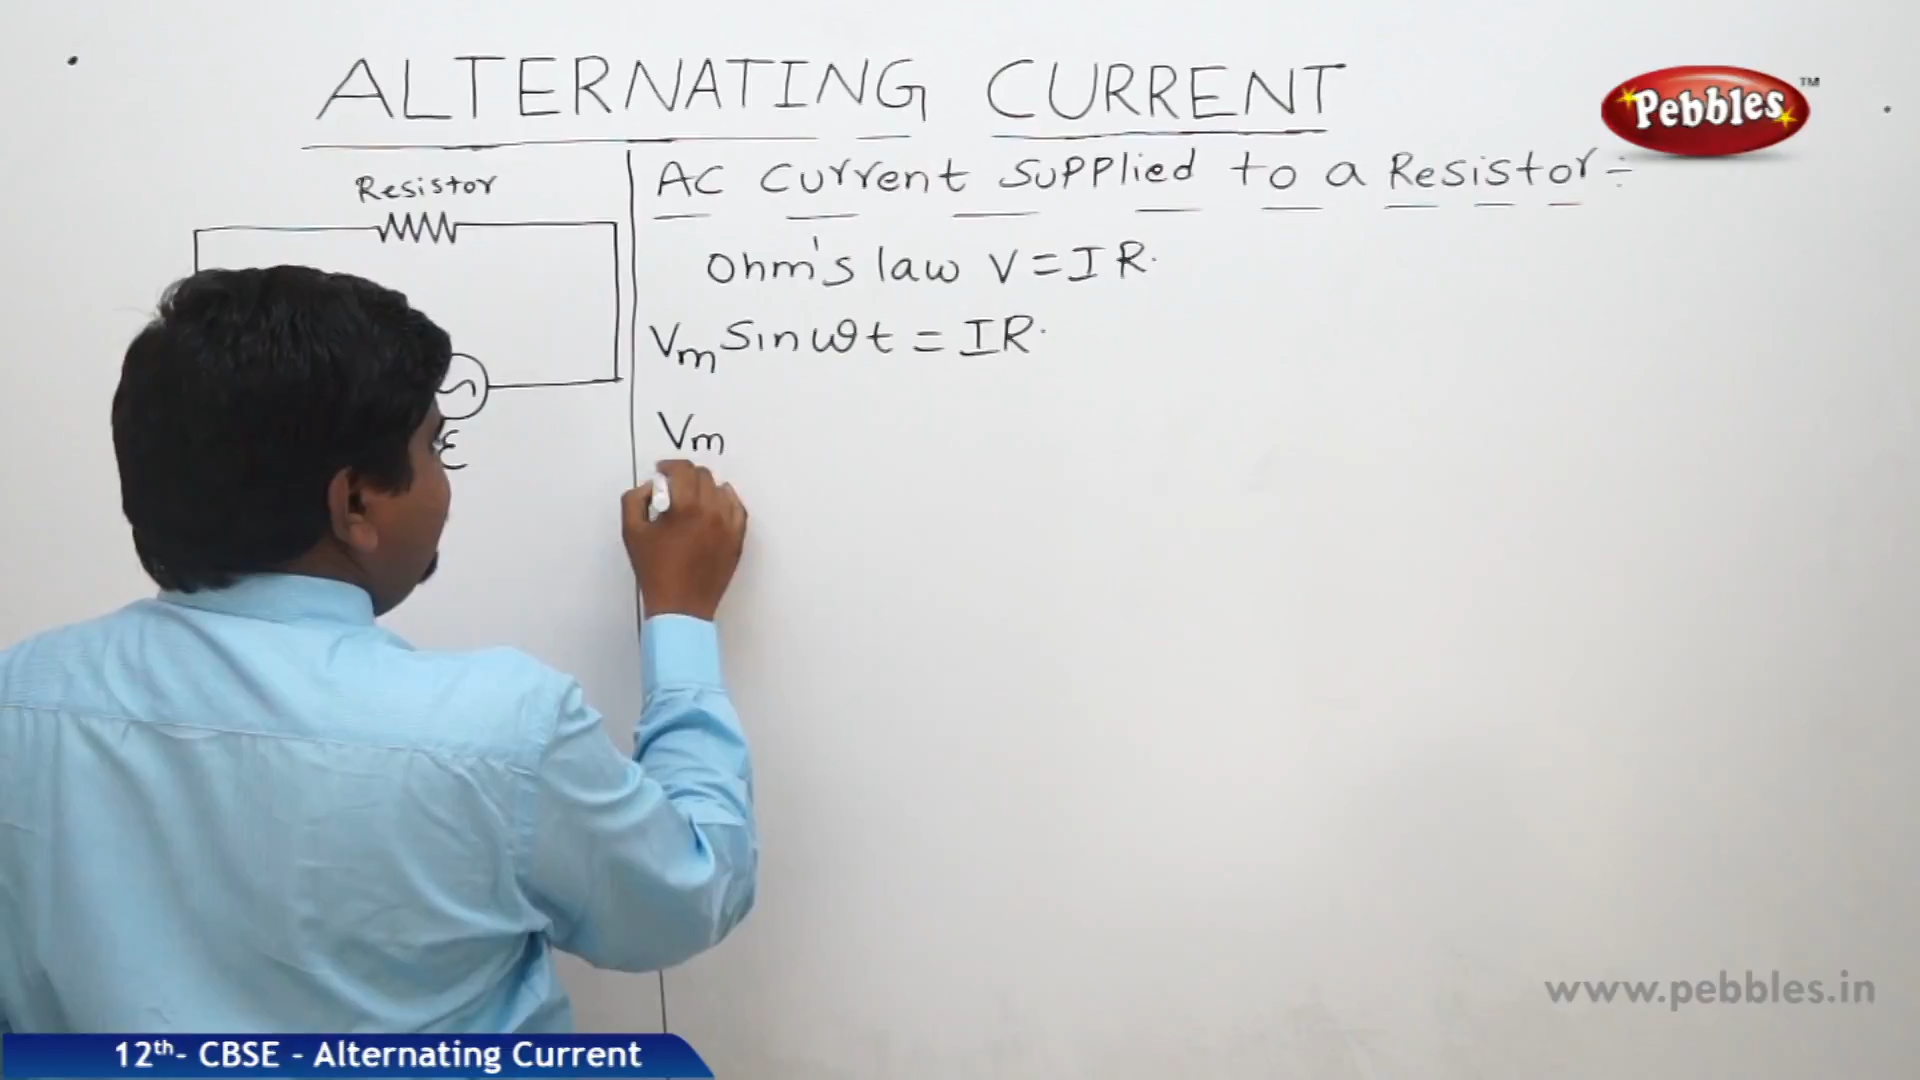 ALTERNATING CURRENT
Pebbles™
Resistor
AC Current Supplied to a Resistor ÷
Ohm's law V = IR.
Vm Sin ωt = IR.
Vm
ε
www.pebbles.in
12th- CBSE - Alternating Current